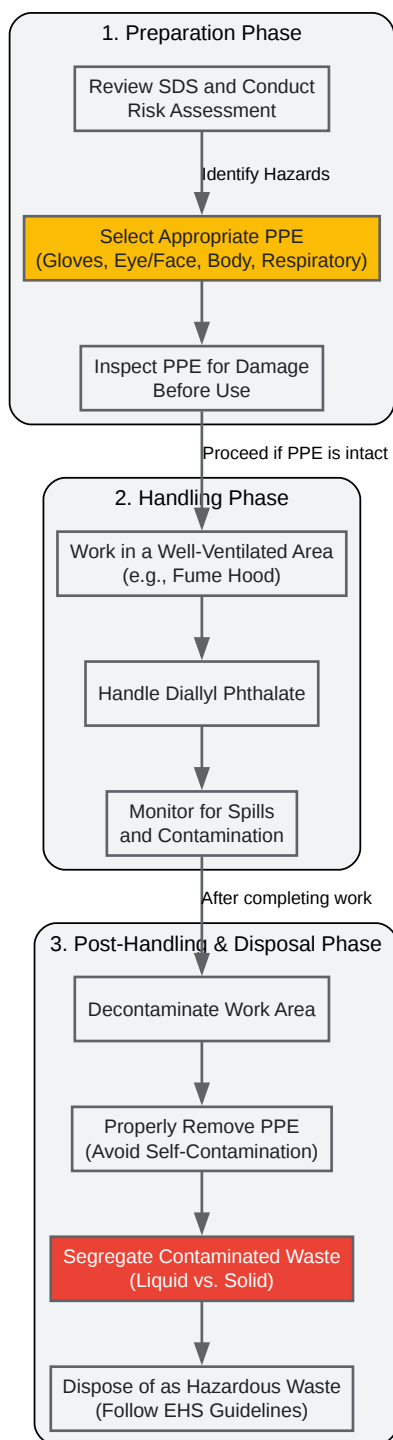 1. Preparation Phase
Review SDS and Conduct
Risk Assessment
Identify Hazards
Select Appropriate PPE
(Gloves, Eye/Face, Body, Respiratory)
Inspect PPE for Damage
Before Use
Proceed if PPE is intact
2. Handling Phase
Work in a Well-Ventilated Area
(e.g., Fume Hood)
Handle Diallyl Phthalate
Monitor for Spills
and Contamination
After completing work
3. Post-Handling & Disposal Phase
Decontaminate Work Area
Properly Remove PPE
(Avoid Self-Contamination)
Segregate Contaminated Waste
(Liquid vs. Solid)
Dispose of as Hazardous Waste
(Follow EHS Guidelines)